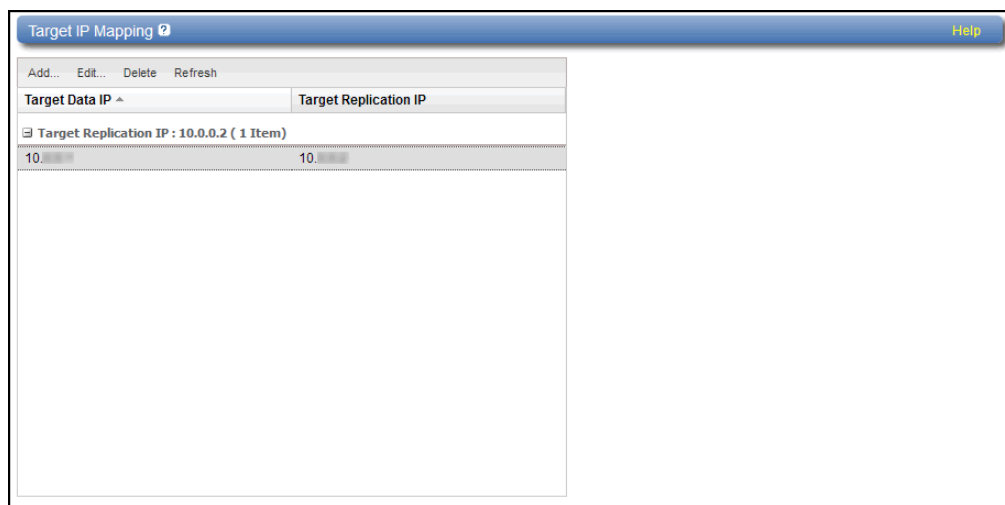 Target IP Mapping ? Help
Add... Edit... Delete Refresh
Target Data IP Target Replication IP
Target Replication IP : 10.0.0.2 ( 1 Item)
10. 10.